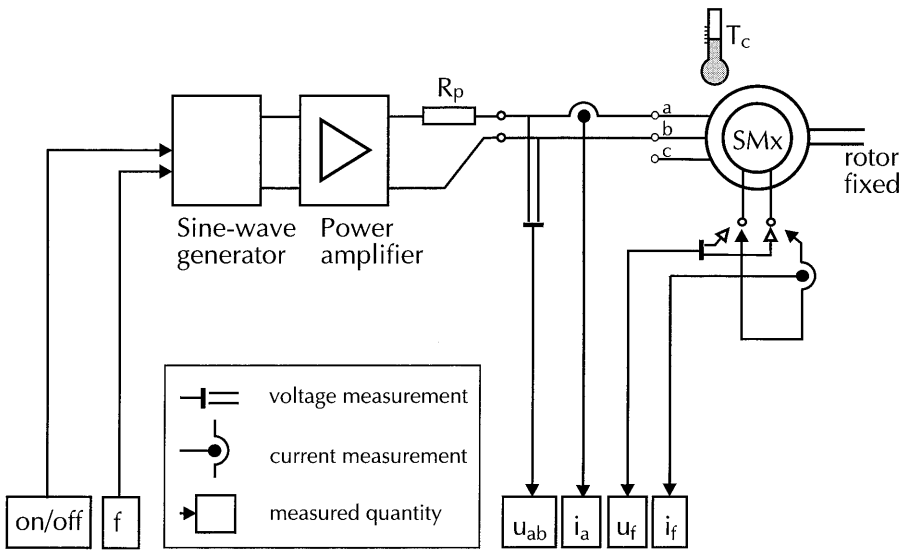 T_c
R_p
a
b
c
SMx
rotor
fixed
Sine-wave
generator
Power
amplifier
voltage measurement
current measurement
measured quantity
on/off
f
u_ab
i_a
u_f
i_f